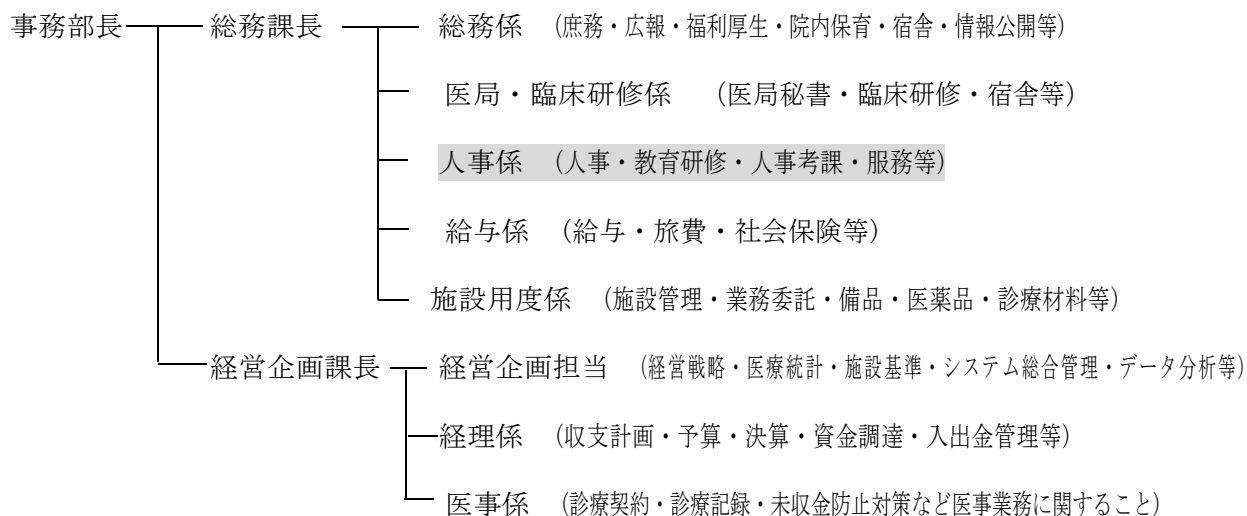 事務部長 総務課長 総務係 （庶務・広報・福利厚生・院内保育・宿舎・情報公開等）
医局・臨床研修係 （医局秘書・臨床研修・宿舎等）
人事係 （人事・教育研修・人事考課・服務等）
給与係 （給与・旅費・社会保険等）
施設用度係 （施設管理・業務委託・備品・医薬品・診療材料等）
経営企画課長 経営企画担当 （経営戦略・医療統計・施設基準・システム総合管理・データ分析等）
経理係 （収支計画・予算・決算・資金調達・入出金管理等）
医事係 （診療契約・診療記録・未収金防止対策など医事業務に関すること）